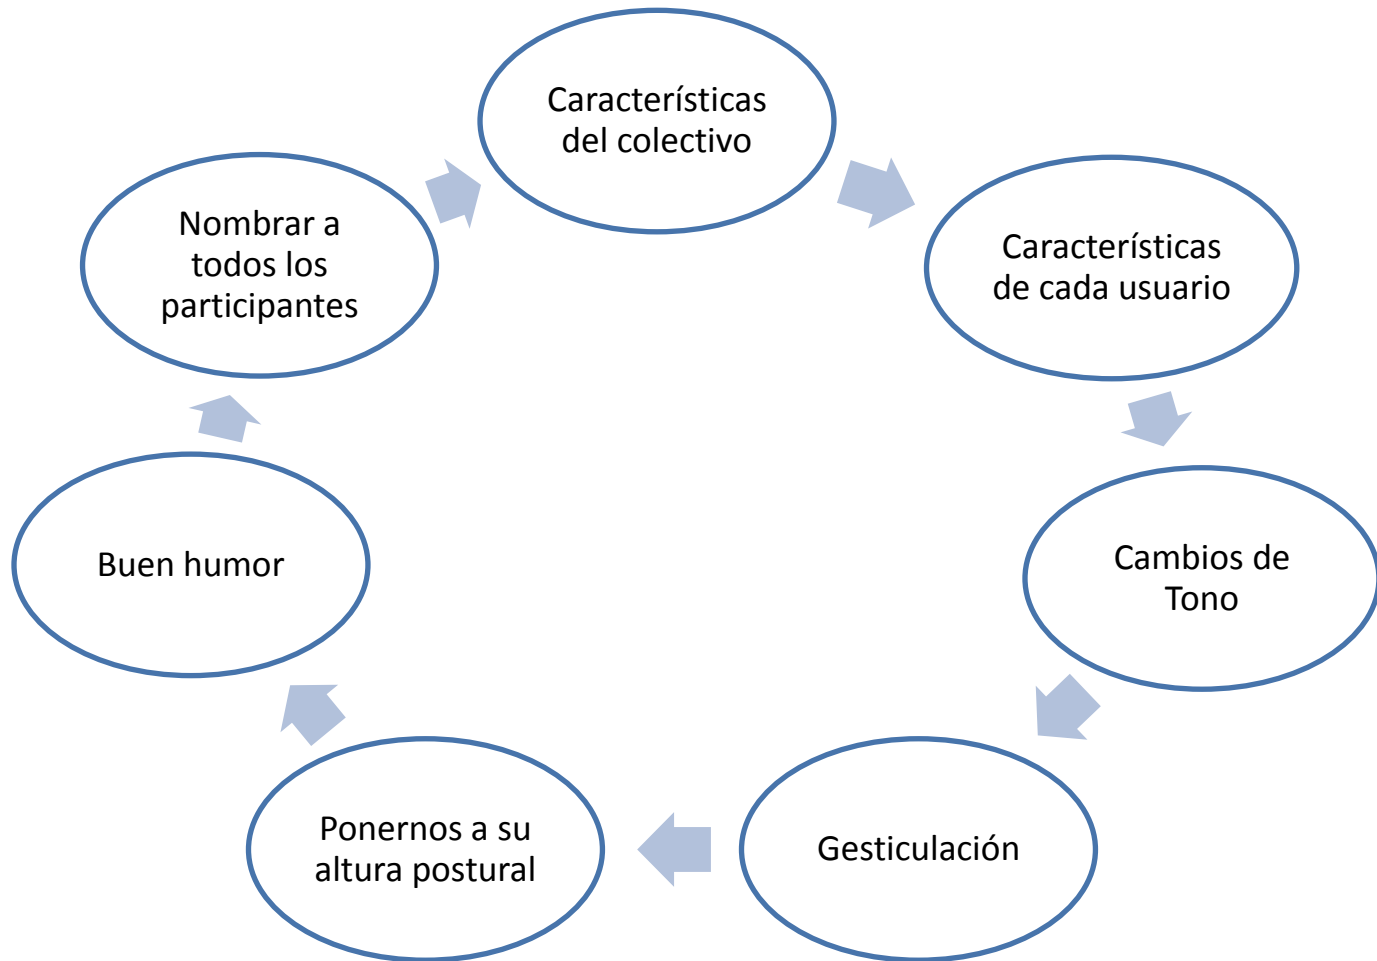 Características
del colectivo
Características
de cada usuario
Cambios de
Tono
Gesticulación
Ponernos a su
altura postural
Buen humor
Nombrar a
todos los
participantes